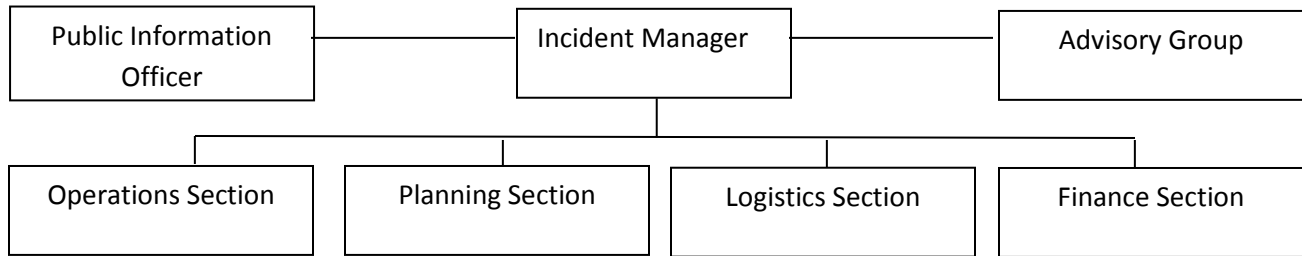 Public Information
Officer
Incident Manager
Advisory Group
Operations Section
Planning Section
Logistics Section
Finance Section